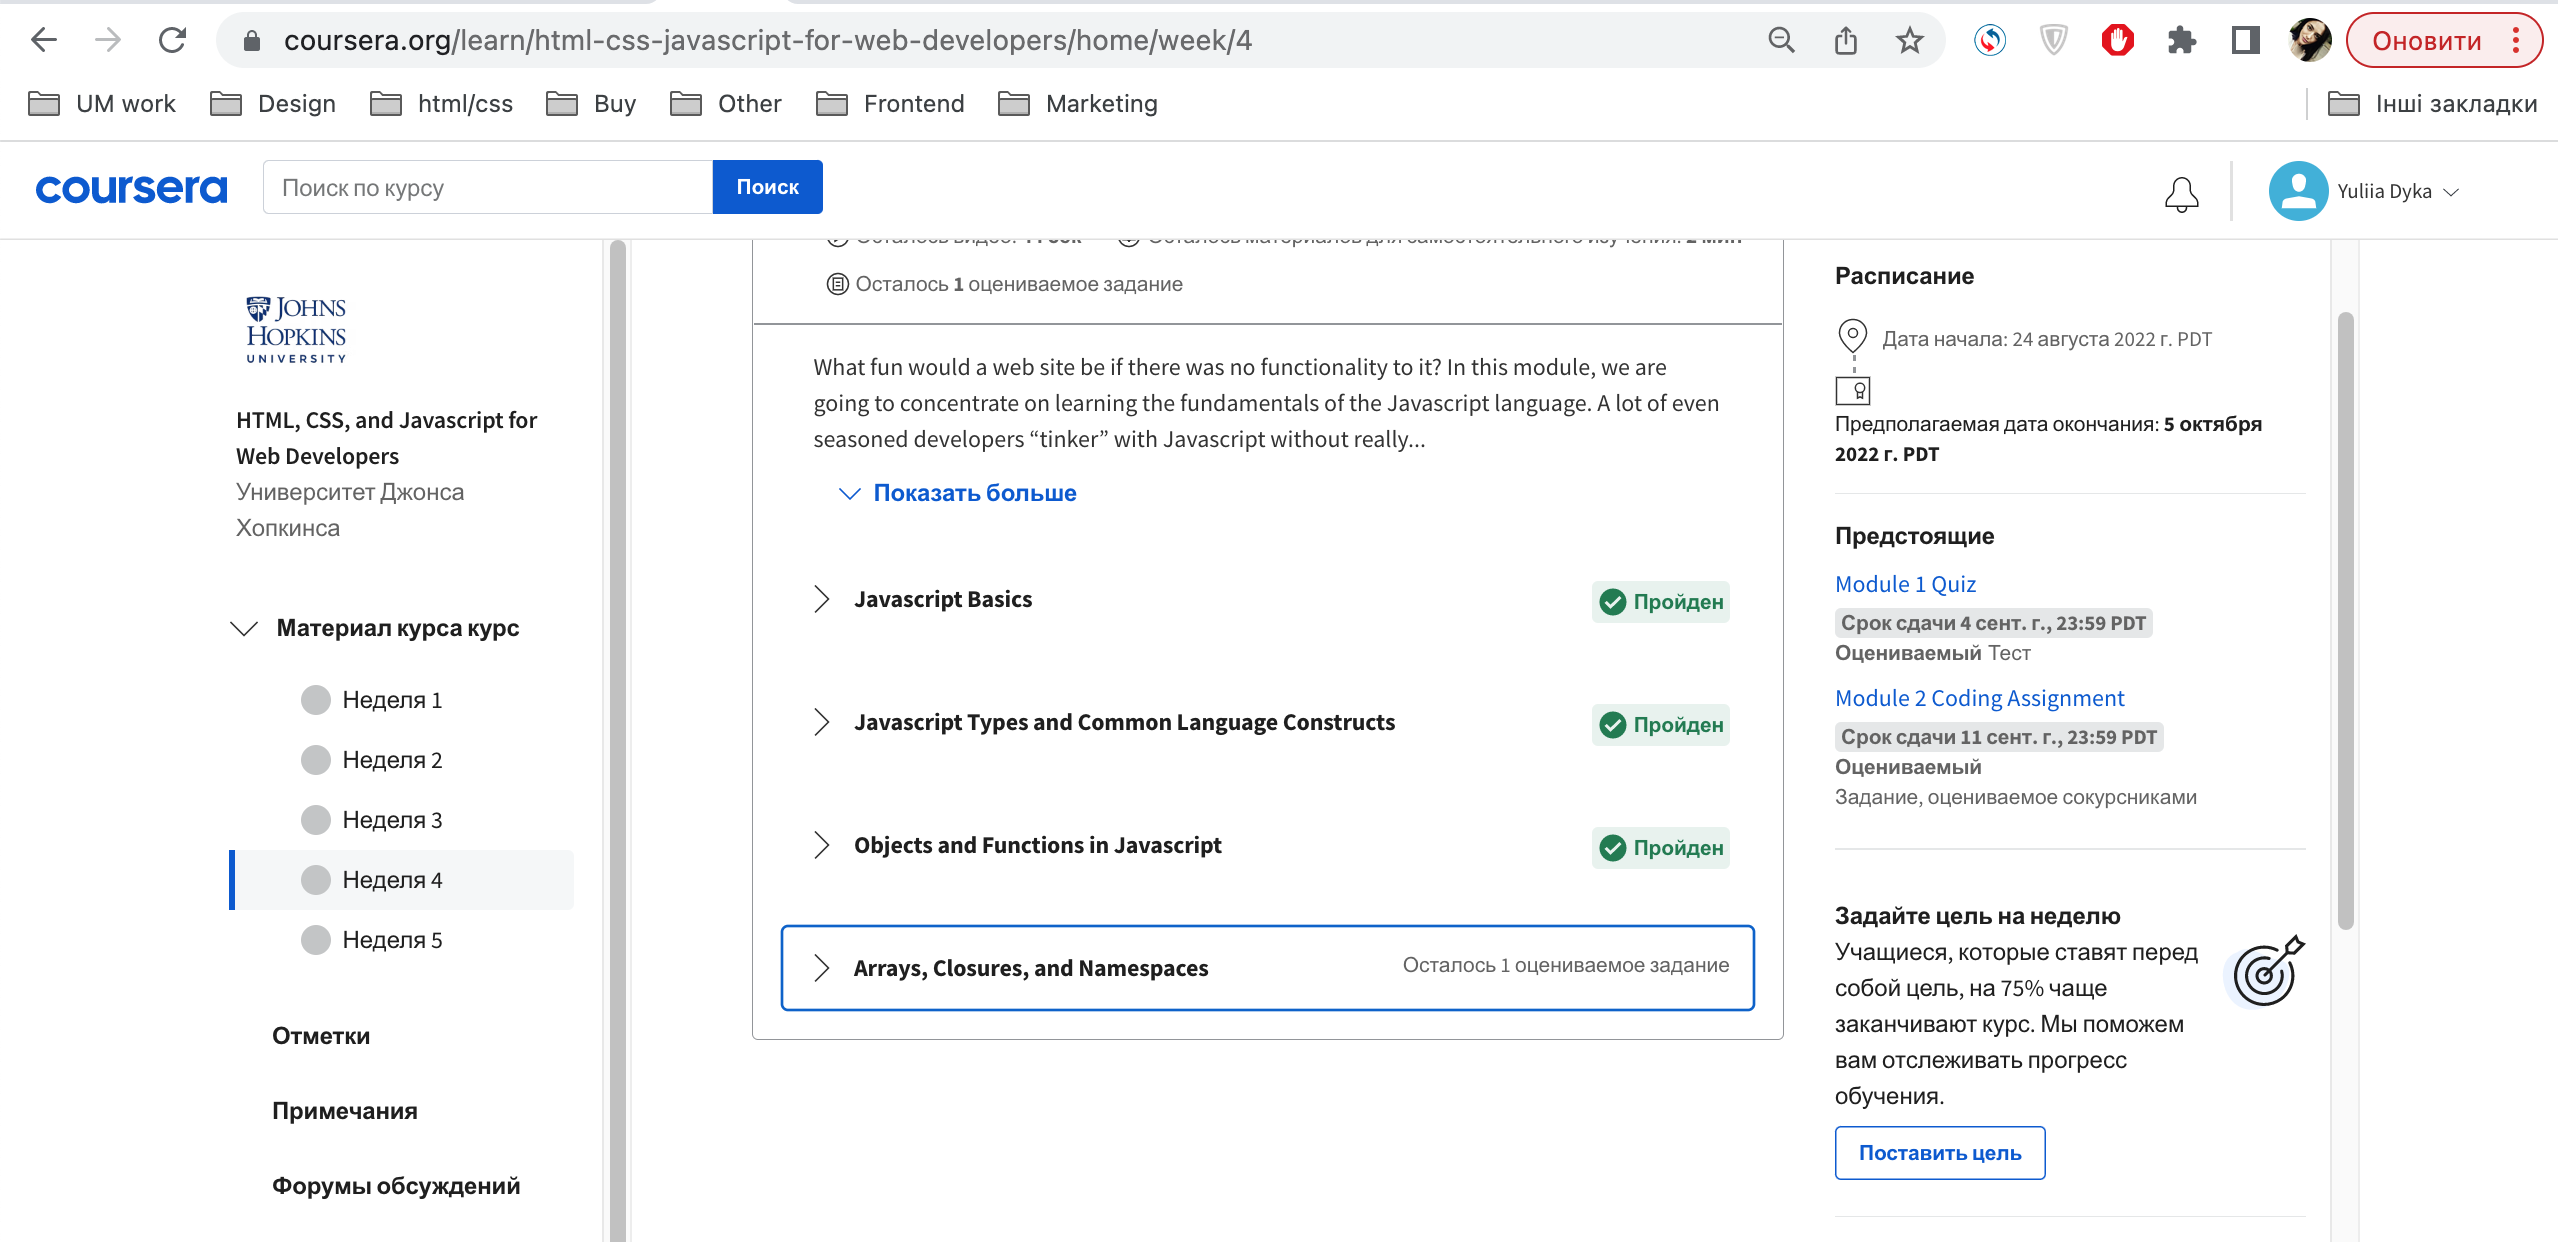 coursera.org/learn/html-css-javascript-for-web-developers/home/week/4
Оновити
UM work
Design
html/css
Buy
Other
Frontend
Marketing
Інші закладки
coursera
Поиск по курсу
Поиск
Yuliia Dyka
JOHNS
HOPKINS
UNIVERSITY
HTML, CSS, and Javascript for
Web Developers
Университет Джонса
Хопкинса
Материал курса курс
Неделя 1
Неделя 2
Неделя 3
Неделя 4
Неделя 5
Отметки
Примечания
Форумы обсуждений
Осталось материалов для самостоятельного изучения: 2 мин
Осталось 1 оцениваемое задание
What fun would a web site be if there was no functionality to it? In this module, we are
going to concentrate on learning the fundamentals of the Javascript language. A lot of even
seasoned developers “tinker” with Javascript without really...
Показать больше
Javascript Basics
Пройден
Javascript Types and Common Language Constructs
Пройден
Objects and Functions in Javascript
Пройден
Arrays, Closures, and Namespaces
Осталось 1 оцениваемое задание
Расписание
Дата начала: 24 августа 2022 г. PDT
Предполагаемая дата окончания: 5 октября
2022 г. PDT
Предстоящие
Module 1 Quiz
Срок сдачи 4 сент. г., 23:59 PDT
Оцениваемый Тест
Module 2 Coding Assignment
Срок сдачи 11 сент. г., 23:59 PDT
Оцениваемый
Задание, оцениваемое сокурсниками
Задайте цель на неделю
Учащиеся, которые ставят перед
собой цель, на 75% чаще
заканчивают курс. Мы поможем
вам отслеживать прогресс
обучения.
Поставить цель